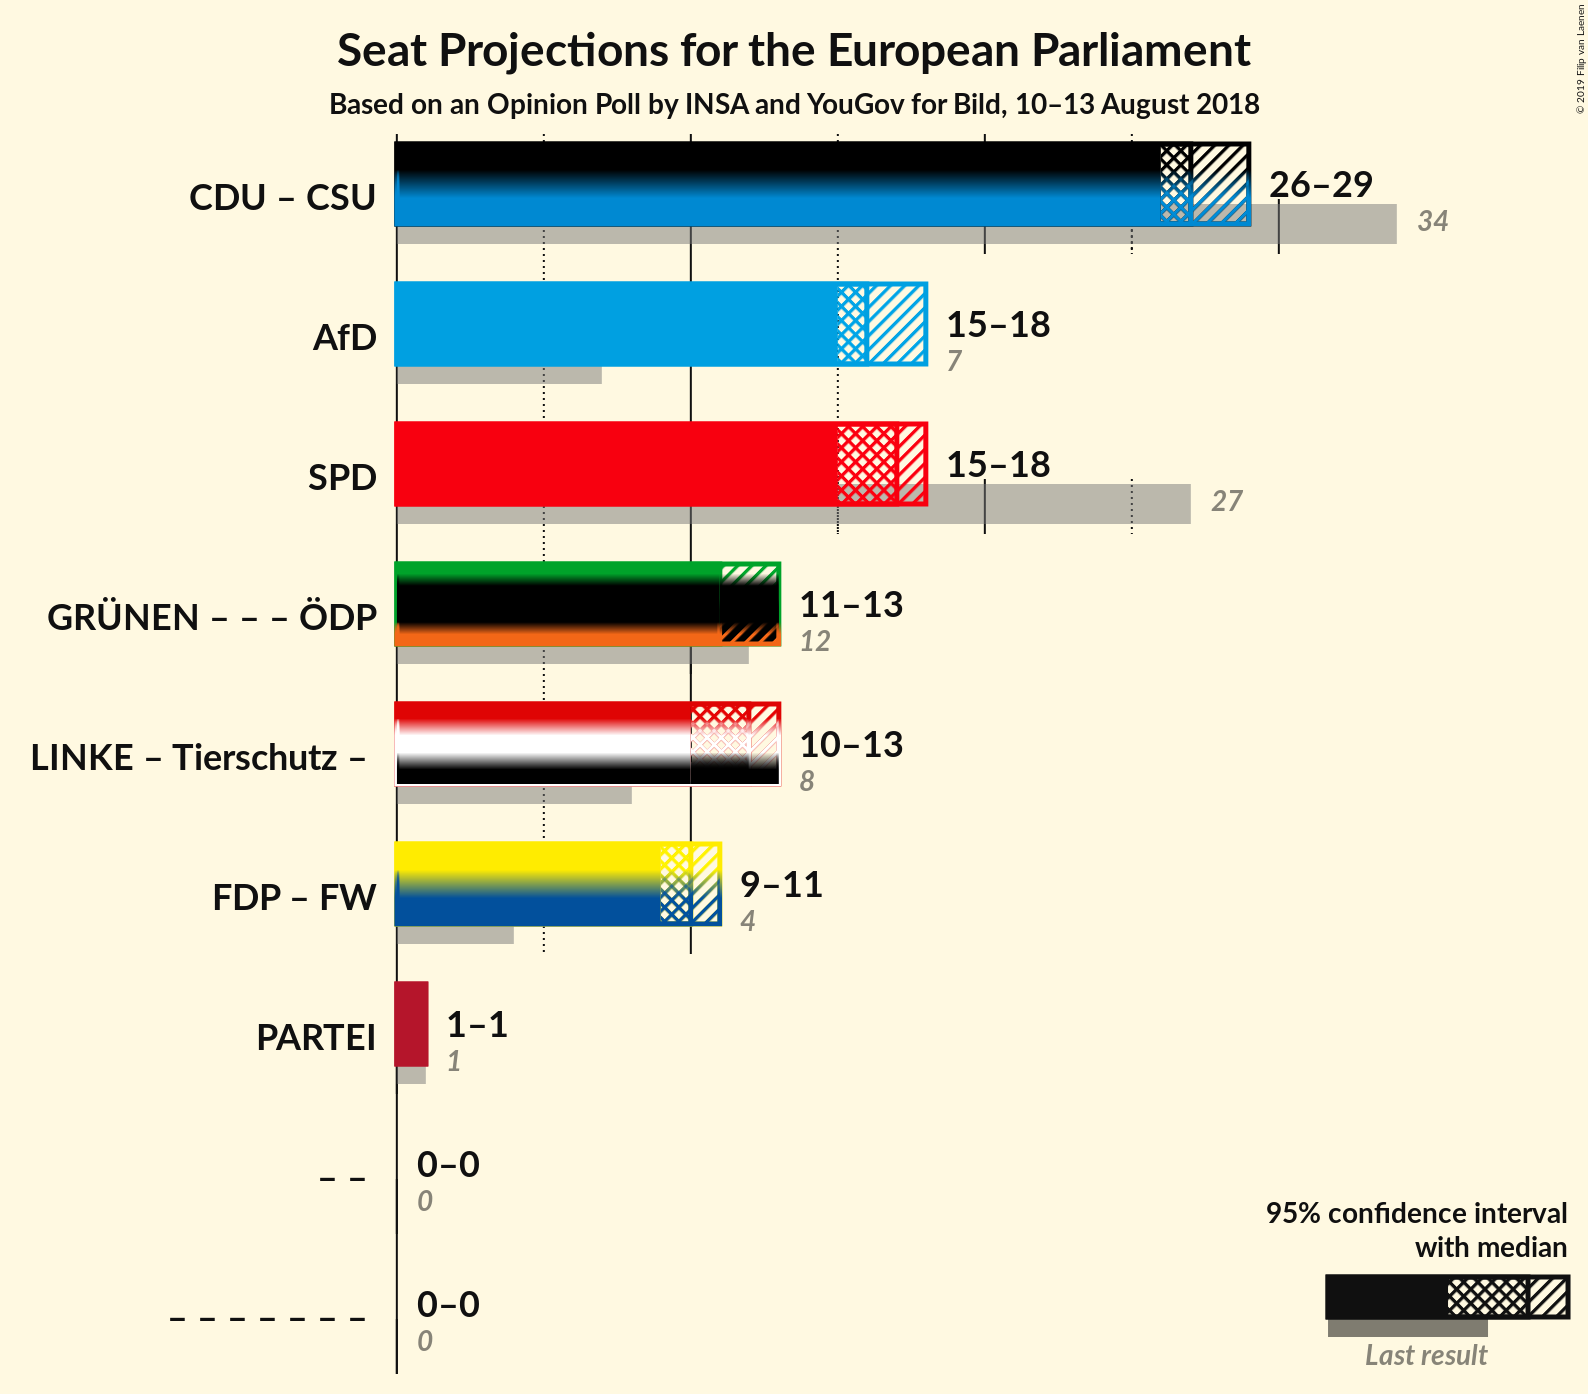 Seat Projections for the European Parliament
Based on an Opinion Poll by INSA and YouGov for Bild, 10–13 August 2018
© 2019 Filip van Laenen
CDU – CSU
26–29
34
AfD
15–18
7
SPD
15–18
27
GRÜNEN – – – ÖDP
11–13
12
LINKE – Tierschutz –
10–13
8
FDP – FW
9–11
4
PARTEI
1–1
1
– –
0–0
0
– – – – – – –
0–0
0
95% confidence interval
with median
Last result